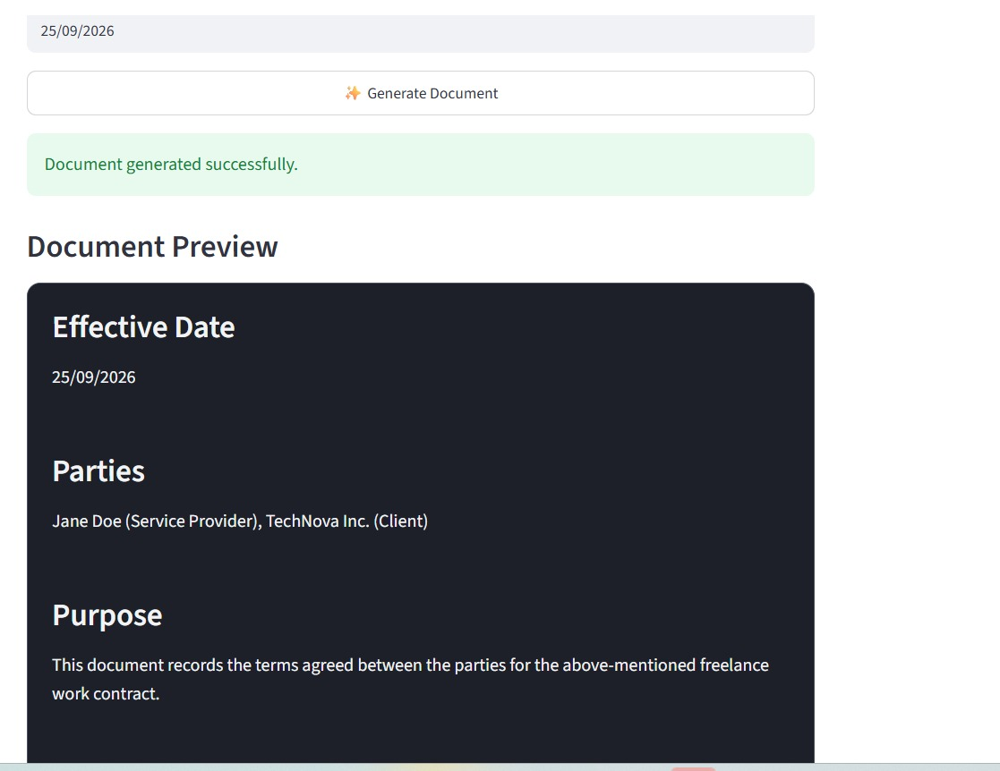 25/09/2026
✨ Generate Document
Document generated successfully.
Document Preview
Effective Date
25/09/2026
Parties
Jane Doe (Service Provider), TechNova Inc. (Client)
Purpose
This document records the terms agreed between the parties for the above-mentioned freelance
work contract.